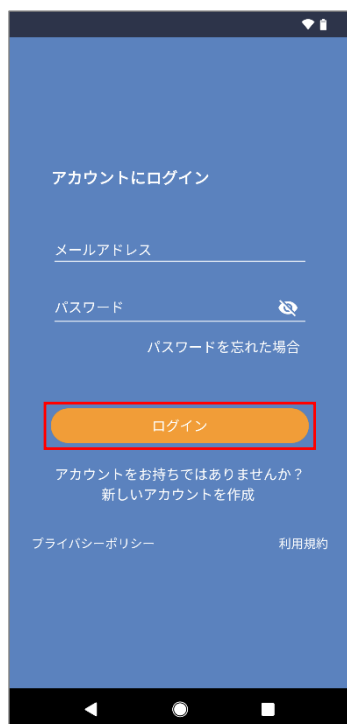 アカウントにログイン
メールアドレス
パスワード
パスワードを忘れた場合
ログイン
アカウントをお持ちではありませんか？
新しいアカウントを作成
プライバシーポリシー
利用規約